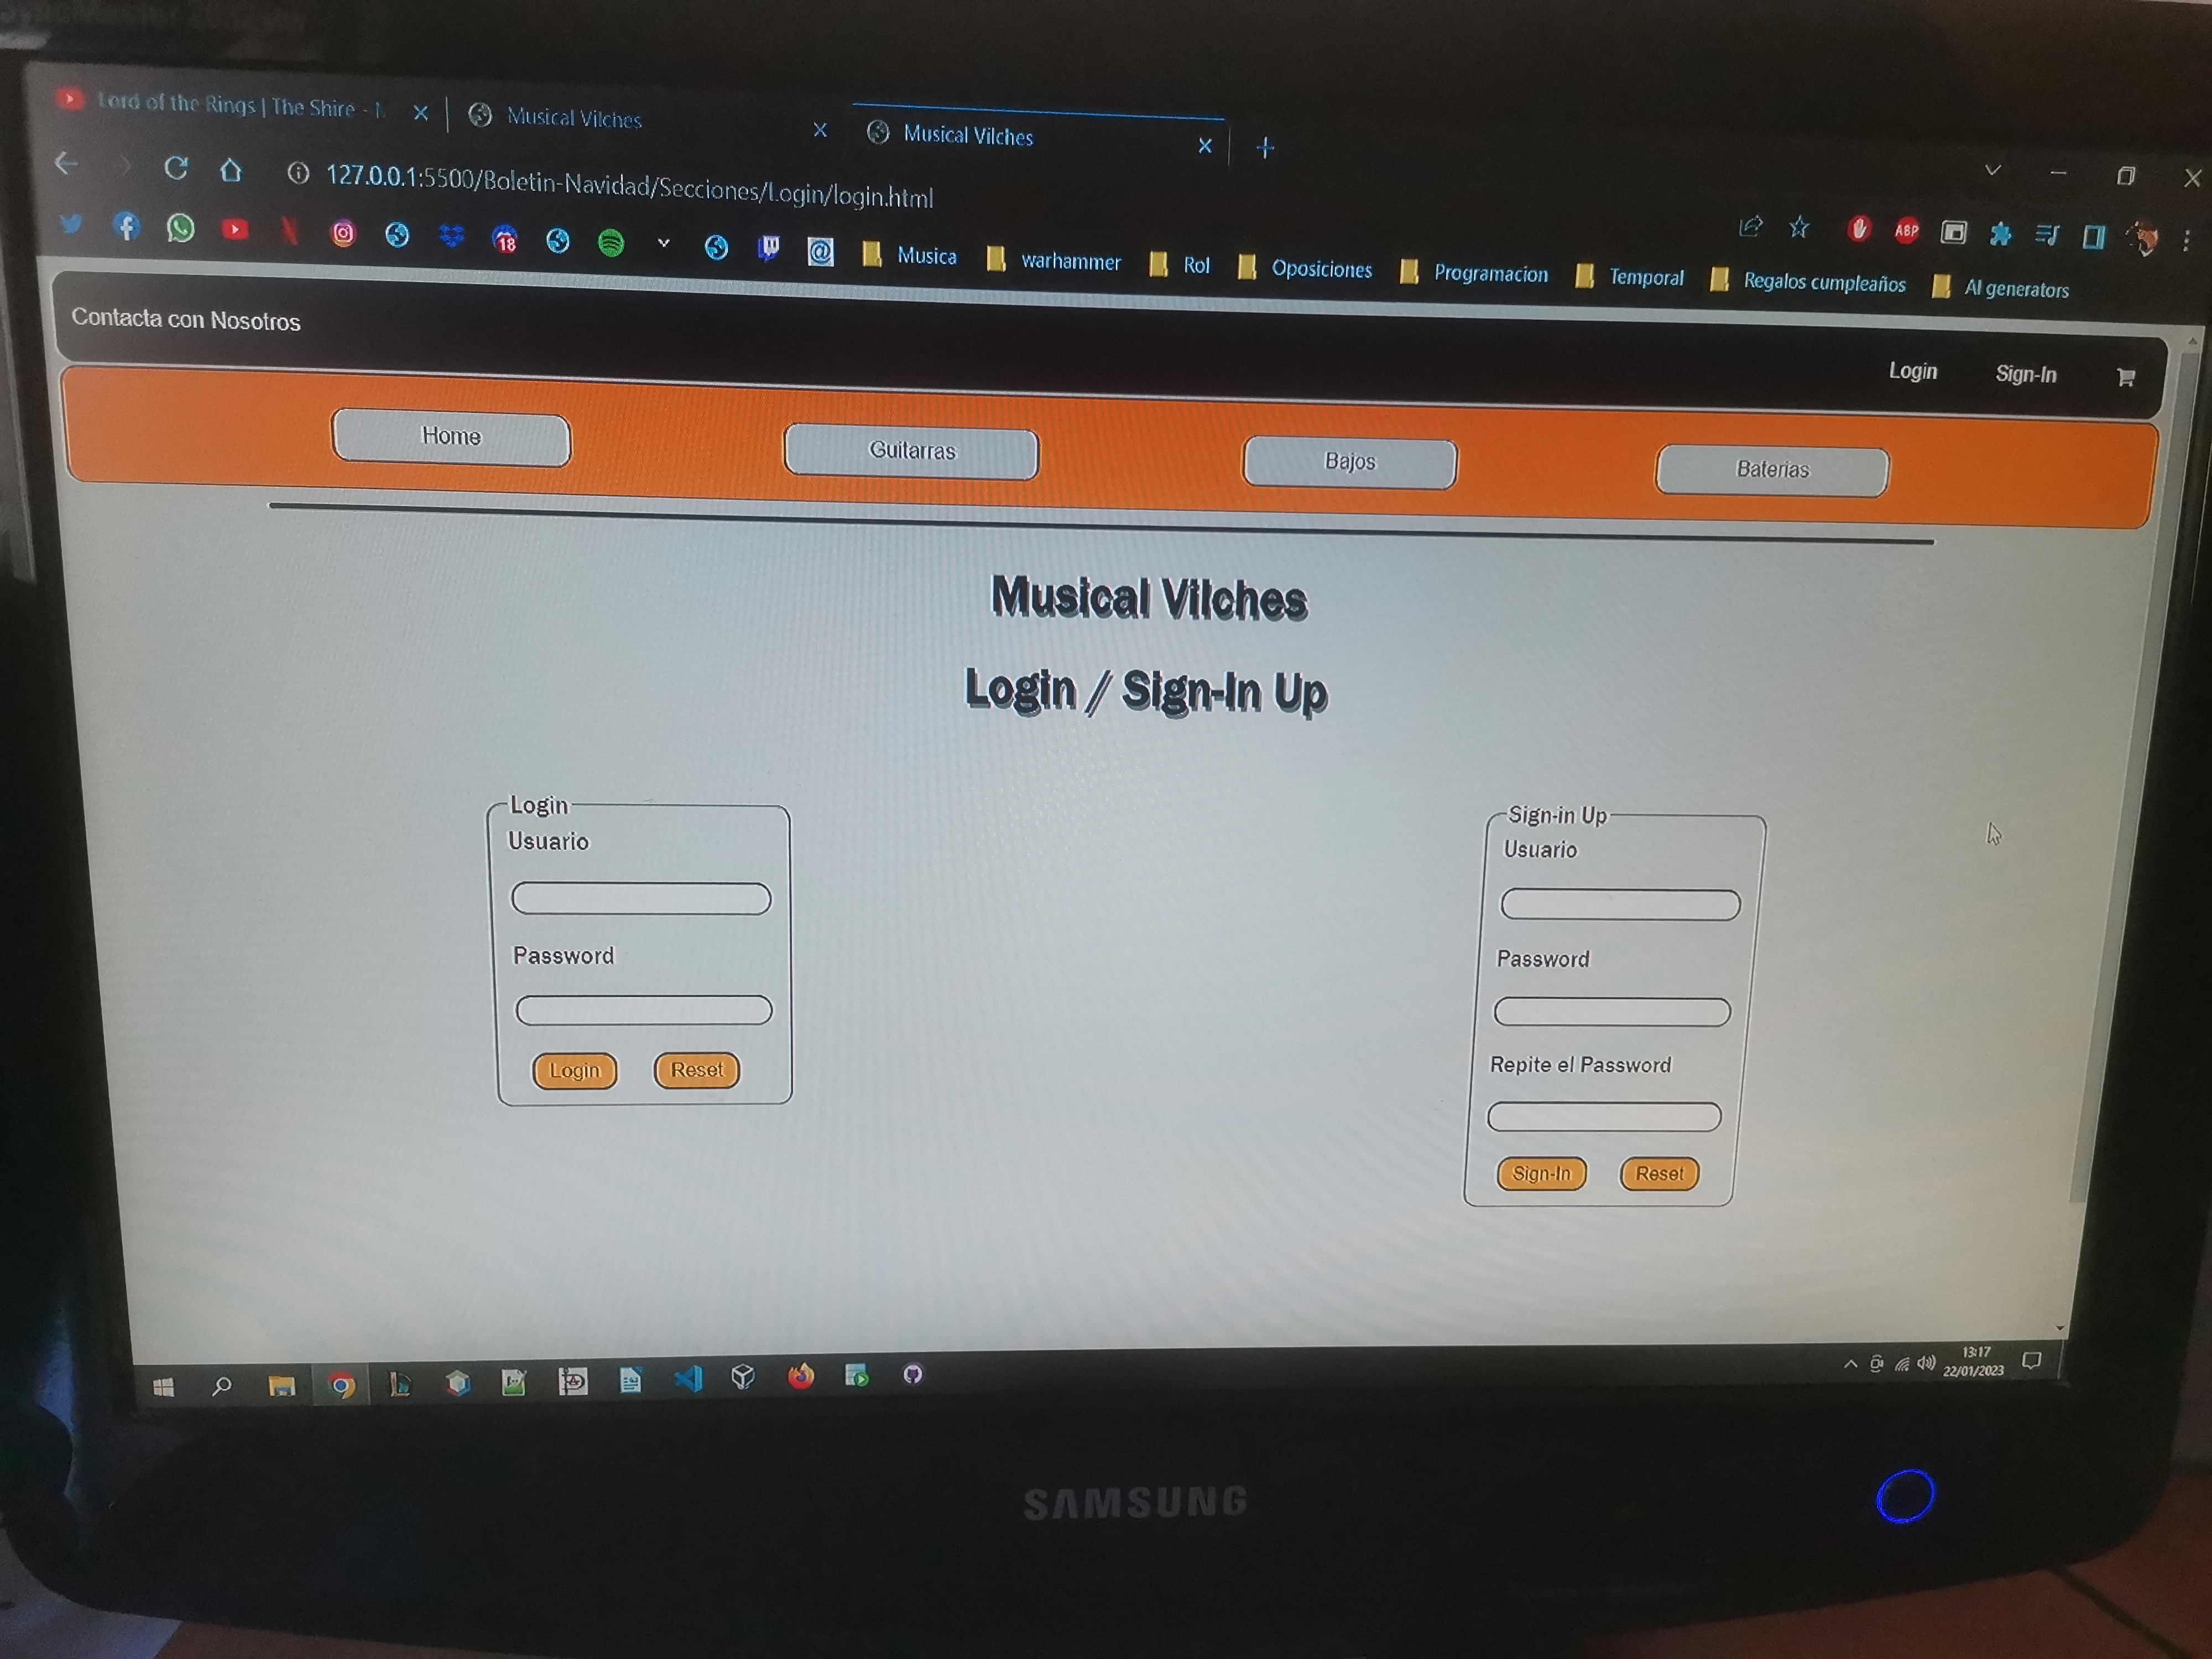 Lord of the Rings | The Shire -
Musical Vilches
Musical Vilches
127.0.0.1:5500/Boletin-Navidad/Secciones/Login/login.html
18
ABP
Musica
warhammer
Rol
Oposiciones
Programacion
Temporal
Regalos cumpleaños
AI generators
Contacta con Nosotros
Login
Sign-In
Home
Guitarras
Bajos
Baterias
Musical Vilches
Login / Sign-In Up
Login
Usuario
Password
Login
Reset
Sign-in Up
Usuario
Password
Repite el Password
Sign-In
Reset
13:17
22/01/2023
SAMSUNG